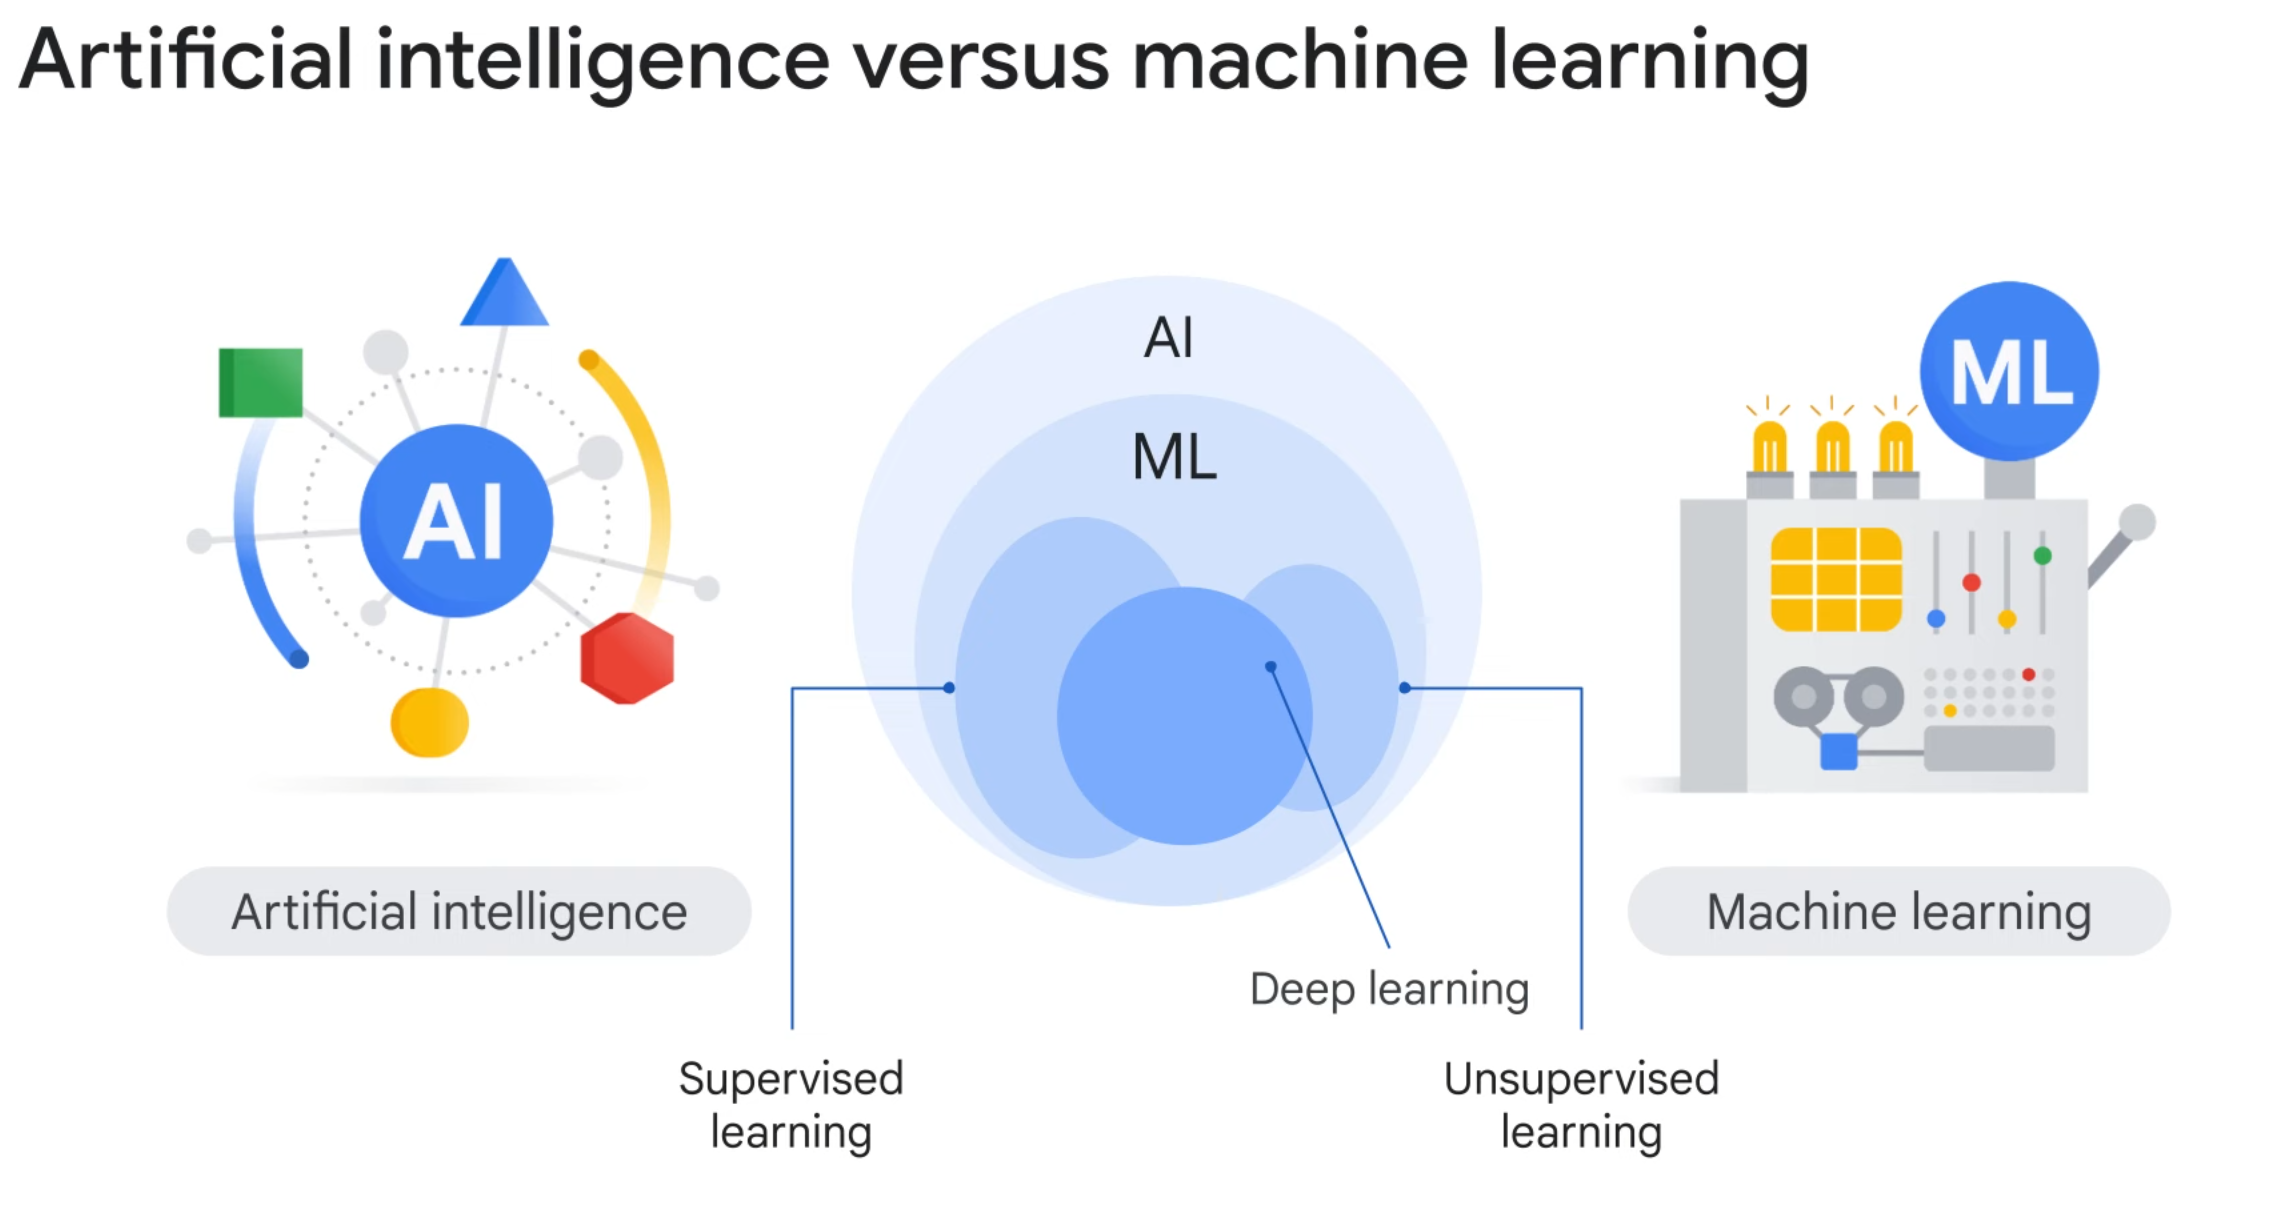 Artificial intelligence versus machine learning
AI
ML
AI
ML
Artificial intelligence
Machine learning
Deep learning
Supervised
learning
Unsupervised
learning